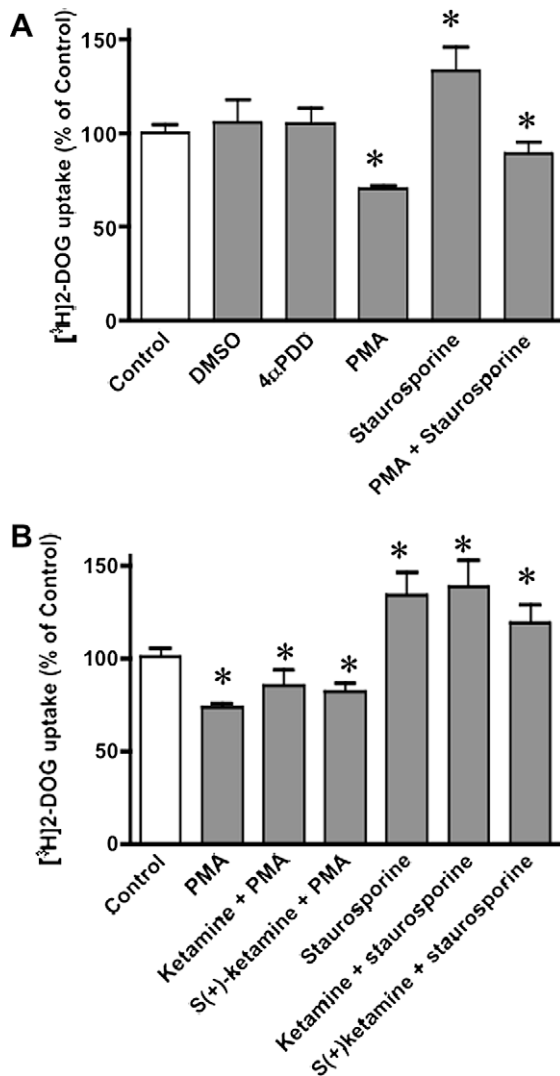 A
[³H]2-DOG uptake (% of Control)
150
100
50
0
*
*
*
Control
DMSO
4αPDD
PMA
Staurosporine
PMA + Staurosporine
B
[³H]2-DOG uptake (% of Control)
150
100
50
0
*
*
*
*
*
*
Control
PMA
Ketamine + PMA
S(+)-ketamine + PMA
Staurosporine
Ketamine + staurosporine
S(+)ketamine + staurosporine